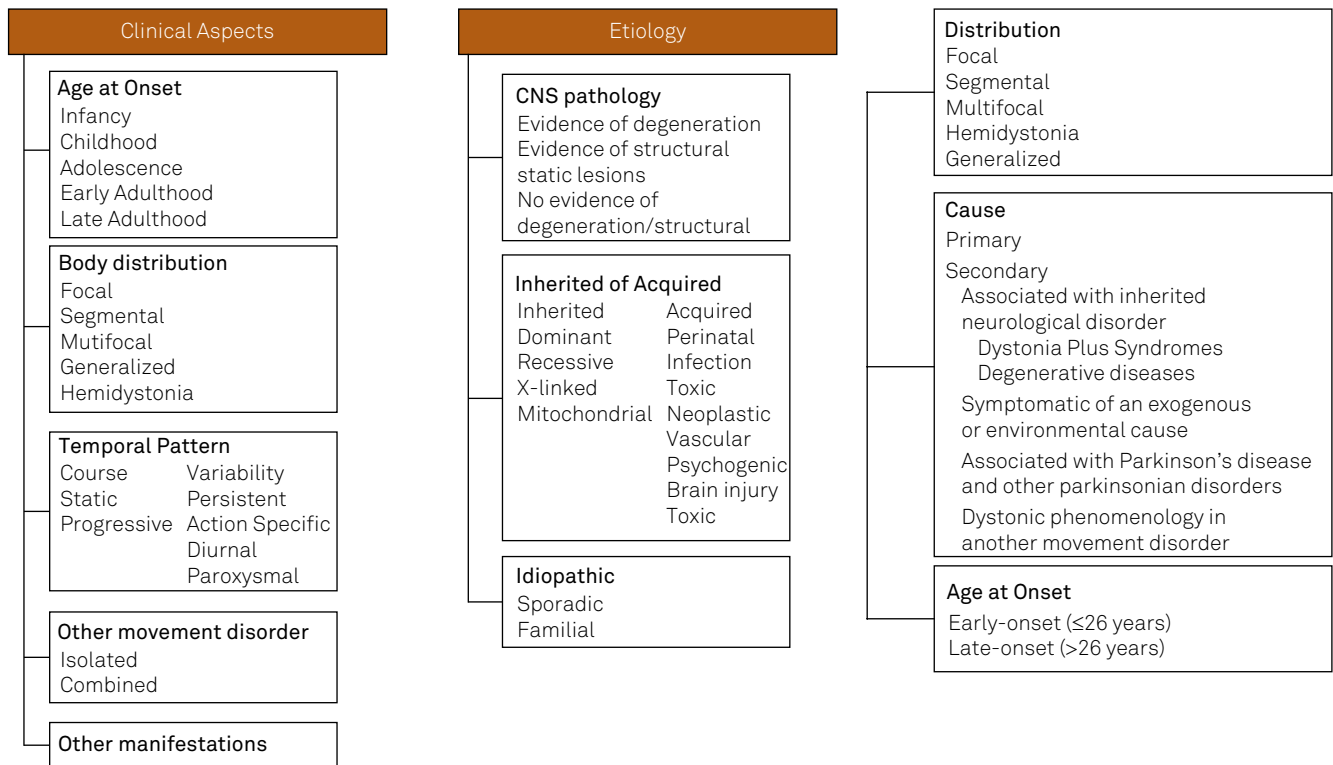 Clinical Aspects
Age at Onset
Infancy
Childhood
Adolescence
Early Adulthood
Late Adulthood
Body distribution
Focal
Segmental
Mutifocal
Generalized
Hemidystonia
Temporal Pattern
Course Variability
Static Persistent
Progressive Action Specific
Diurnal
Paroxysmal
Other movement disorder
Isolated
Combined
Other manifestations
Etiology
CNS pathology
Evidence of degeneration
Evidence of structural
static lesions
No evidence of
degeneration/structural
Inherited of Acquired
Inherited Acquired
Dominant Perinatal
Recessive Infection
X-linked Toxic
Mitochondrial Neoplastic
Vascular
Psychogenic
Brain injury
Toxic
Idiopathic
Sporadic
Familial
Distribution
Focal
Segmental
Multifocal
Hemidystonia
Generalized
Cause
Primary
Secondary
Associated with inherited
neurological disorder
Dystonia Plus Syndromes
Degenerative diseases
Symptomatic of an exogenous
or environmental cause
Associated with Parkinson's disease
and other parkinsonian disorders
Dystonic phenomenology in
another movement disorder
Age at Onset
Early-onset (≤26 years)
Late-onset (>26 years)